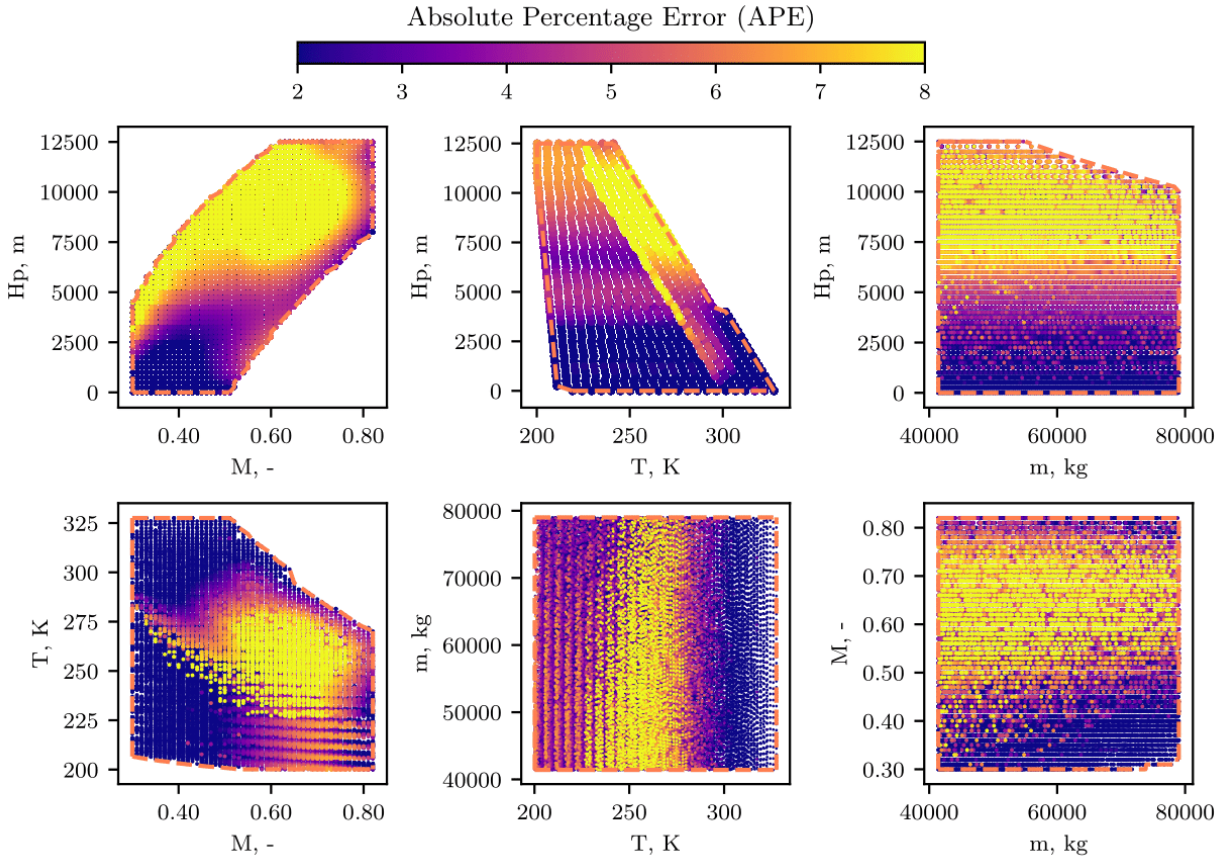 Absolute Percentage Error (APE)
2 3 4 5 6 7 8
Hp, m
12500
10000
7500
5000
2500
0
0.40 0.60 0.80
M, -
Hp, m
12500
10000
7500
5000
2500
0
200 250 300
T, K
Hp, m
12500
10000
7500
5000
2500
0
40000 60000 80000
m, kg
T, K
325
300
275
250
225
200
0.40 0.60 0.80
M, -
m, kg
80000
70000
60000
50000
40000
200 250 300
T, K
M, -
0.80
0.70
0.60
0.50
0.40
0.30
40000 60000 80000
m, kg